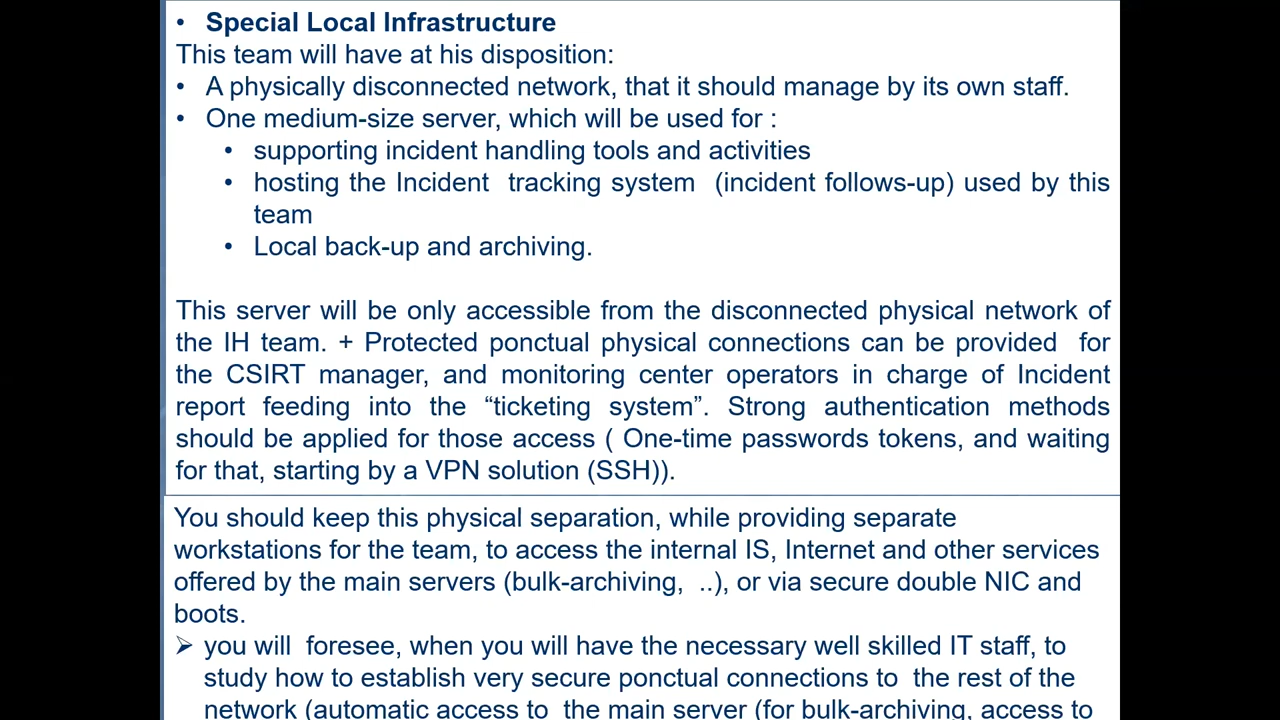 • Special Local Infrastructure
This team will have at his disposition:
• A physically disconnected network, that it should manage by its own staff.
• One medium-size server, which will be used for :
• supporting incident handling tools and activities
• hosting the Incident tracking system (incident follows-up) used by this
team
• Local back-up and archiving.
This server will be only accessible from the disconnected physical network of
the IH team. + Protected ponctual physical connections can be provided for
the CSIRT manager, and monitoring center operators in charge of Incident
report feeding into the “ticketing system”. Strong authentication methods
should be applied for those access ( One-time passwords tokens, and waiting
for that, starting by a VPN solution (SSH)).
You should keep this physical separation, while providing separate
workstations for the team, to access the internal IS, Internet and other services
offered by the main servers (bulk-archiving, ..), or via secure double NIC and
boots.
➢ you will foresee, when you will have the necessary well skilled IT staff, to
study how to establish very secure ponctual connections to the rest of the
network (automatic access to the main server (for bulk-archiving, access to